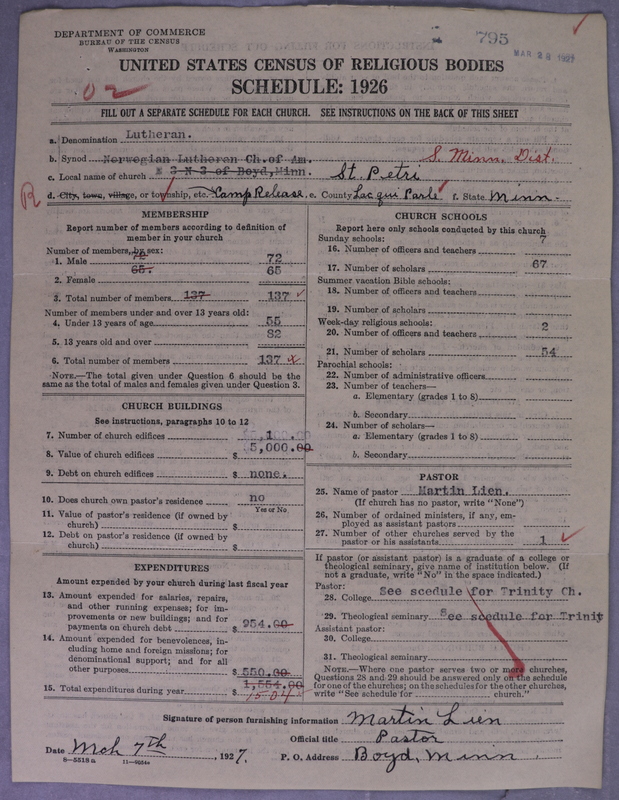 DEPARTMENT OF COMMERCE
BUREAU OF THE CENSUS
WASHINGTON
795
MAR 28 1927
UNITED STATES CENSUS OF RELIGIOUS BODIES
SCHEDULE: 1926
02
FILL OUT A SEPARATE SCHEDULE FOR EACH CHURCH. SEE INSTRUCTIONS ON THE BACK OF THIS SHEET
a. Denomination Lutheran.
b. Synod Norwegian Lutheran Ch.of Am. S. Minn. Dist.
c. Local name of church 3 N 3 of Boyd, Minn. St. Petri
R d. City, town, village, or township, etc. Camp Release, e. County Lac qui Parle f. State Minn.
MEMBERSHIP
Report number of members according to definition of member in your church
Number of members, by sex:
1. Male 72 72
2. Female 65. 65
3. Total number of members 137 137
Number of members under and over 13 years old:
4. Under 13 years of age 55
5. 13 years old and over 82
6. Total number of members 137
NOTE.—The total given under Question 6 should be the
same as the total of males and females given under Question 3.
CHURCH BUILDINGS
See instructions, paragraphs 10 to 12
7. Number of church edifices 1
8. Value of church edifices $ 5,000.00
9. Debt on church edifices $ none.
10. Does church own pastor's residence no
Yes or No
11. Value of pastor's residence (if owned by
church) $
12. Debt on pastor's residence (if owned by
church) $
EXPENDITURES
Amount expended by your church during last fiscal year
13. Amount expended for salaries, repairs,
and other running expenses; for im-
provements or new buildings; and for
payments on church debt $ 954.00
14. Amount expended for benevolences, in-
cluding home and foreign missions; for
denominational support; and for all
other purposes $ 550.00
15. Total expenditures during year $ 1,554.00
1504
CHURCH SCHOOLS
Report here only schools conducted by this church
Sunday schools:
16. Number of officers and teachers 7
17. Number of scholars 67
Summer vacation Bible schools:
18. Number of officers and teachers
19. Number of scholars
Week-day religious schools:
20. Number of officers and teachers 2
21. Number of scholars 54
Parochial schools:
22. Number of administrative officers
23. Number of teachers—
a. Elementary (grades 1 to 8)
b. Secondary
24. Number of scholars—
a. Elementary (grades 1 to 8)
b. Secondary
PASTOR
25. Name of pastor Martin Lien.
(If church has no pastor, write "None")
26. Number of ordained ministers, if any, em-
ployed as assistant pastors
27. Number of other churches served by the
pastor or his assistants 1
If pastor (or assistant pastor) is a graduate of a college or
theological seminary, give name of institution below. (If
not a graduate, write "No" in the space indicated.)
Pastor:
28. College See scedule for Trinity Ch.
29. Theological seminary See scedule for Trinit
Assistant pastor:
30. College
31. Theological seminary
NOTE.—Where one pastor serves two or more churches,
Questions 28 and 29 should be answered only on the schedule
for one of the churches; on the schedules for the other churches,
write "See schedule for church."
Signature of person furnishing information Martin Lien
Official title Pastor
Date Mch 7th, 1927. P. O. Address Boyd, Minn
8—5518 a